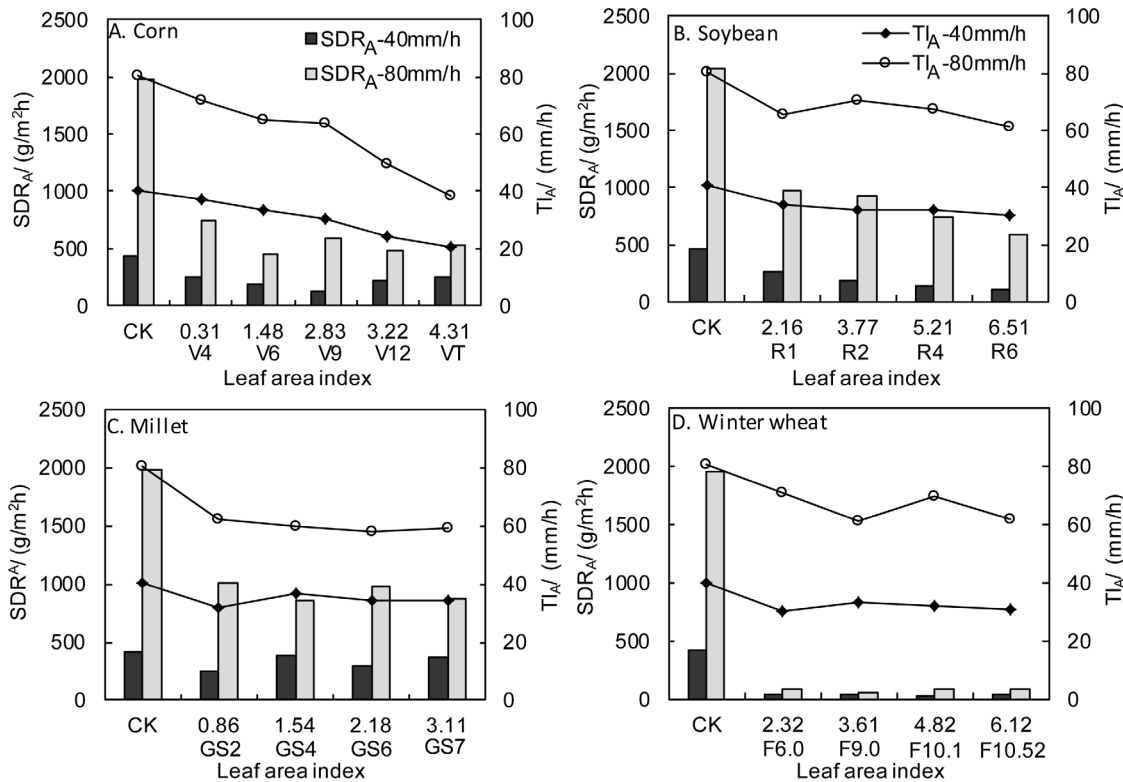 A. Corn
SDRA-40mm/h
SDRA-80mm/h
2500
2000
1500
1000
500
0
SDRA/ (g/m²h)
100
80
60
40
20
0
TIA/ (mm/h)
CK 0.31 1.48 2.83 3.22 4.31
V4 V6 V9 V12 VT
Leaf area index
B. Soybean
TIA-40mm/h
TIA-80mm/h
2500
2000
1500
1000
500
0
SDRA/ (g/m²h)
100
80
60
40
20
0
TIA/ (mm/h)
CK 2.16 3.77 5.21 6.51
R1 R2 R4 R6
Leaf area index
C. Millet
2500
2000
1500
1000
500
0
SDRA/ (g/m²h)
100
80
60
40
20
0
TIA/ (mm/h)
CK 0.86 1.54 2.18 3.11
GS2 GS4 GS6 GS7
Leaf area index
D. Winter wheat
2500
2000
1500
1000
500
0
SDRA/ (g/m²h)
100
80
60
40
20
0
TIA/ (mm/h)
CK 2.32 3.61 4.82 6.12
F6.0 F9.0 F10.1 F10.52
Leaf area index